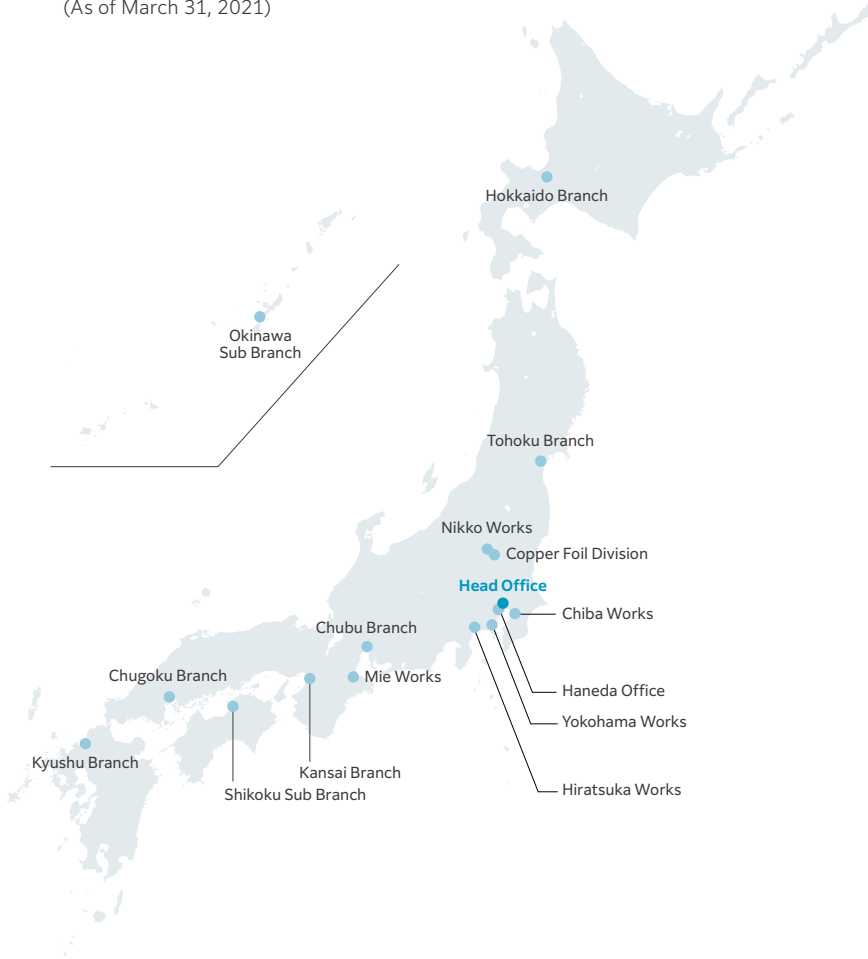 (As of March 31, 2021)
Hokkaido Branch
Okinawa
Sub Branch
Tohoku Branch
Nikko Works
Copper Foil Division
Head Office
Chiba Works
Chubu Branch
Mie Works
Chugoku Branch
Haneda Office
Yokohama Works
Kyushu Branch
Kansai Branch
Shikoku Sub Branch
Hiratsuka Works